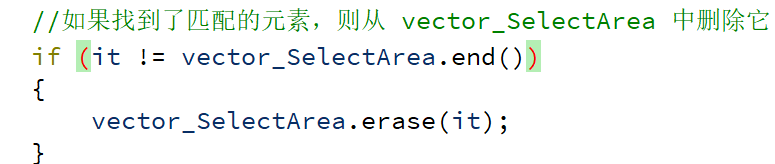 //如果找到了匹配的元素，则从 vector_SelectArea 中删除它
if (it != vector_SelectArea.end())
{
    vector_SelectArea.erase(it);
}